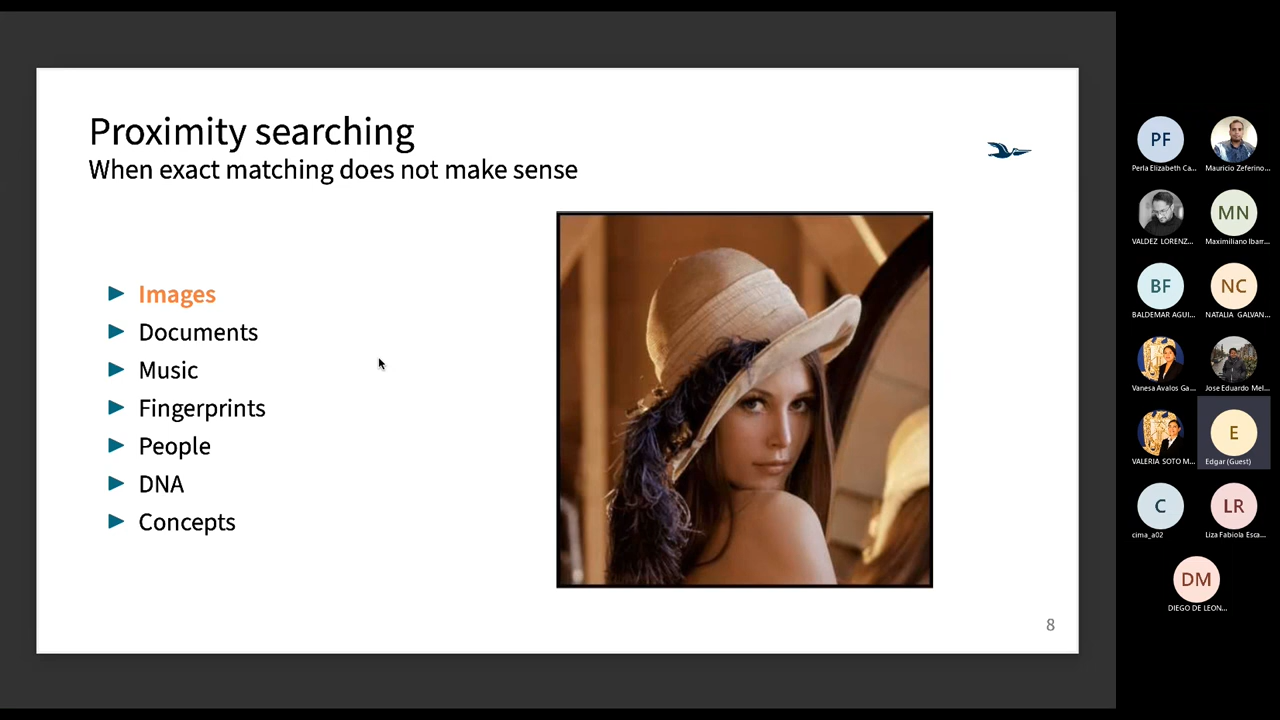 Proximity searching
When exact matching does not make sense
Images
Documents
Music
Fingerprints
People
DNA
Concepts
8
PF
Perla Elizabeth Ca...
Mauricio Zeferino...
VALDEZ LORENZ...
MN
Maximiliano Ibarr...
BF
BALDEMAR AGUI...
NC
NATALIA GALVAN...
Vanesa Avalos Ga...
Jose Eduardo Mel...
VALERIA SOTO M...
E
Edgar (Guest)
C
cima_a02
LR
Liza Fabiola Esca...
DM
DIEGO DE LEON...